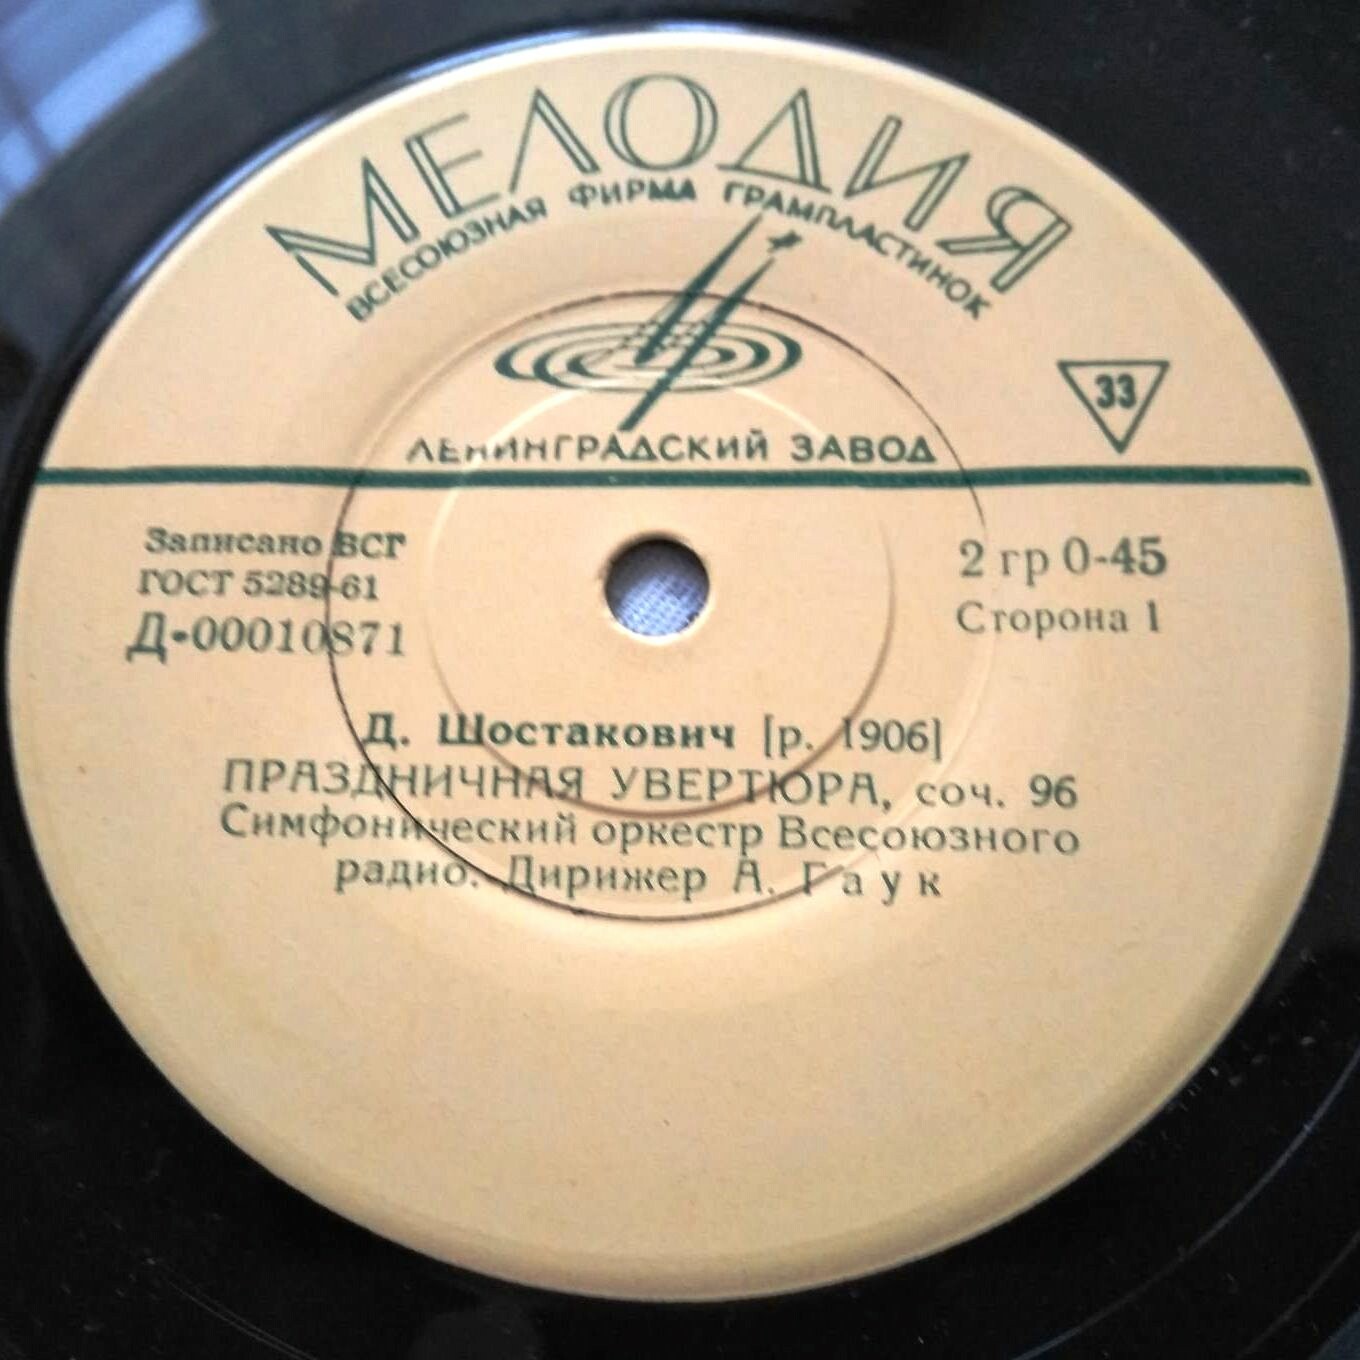 МЕЛОДИЯ
ВСЕСОЮЗНАЯ ФИРМА ГРАМПЛАСТИНОК
33
ЛЕНИНГРАДСКИЙ ЗАВОД
Записано ВСГ
ГОСТ 5289-61
Д-00010871
2 гр 0-45
Сторона 1
Д. Шостакович [р. 1906]
ПРАЗДНИЧНАЯ УВЕРТЮРА, соч. 96
Симфонический оркестр Всесоюзного
радио. Дирижер А. Гаук